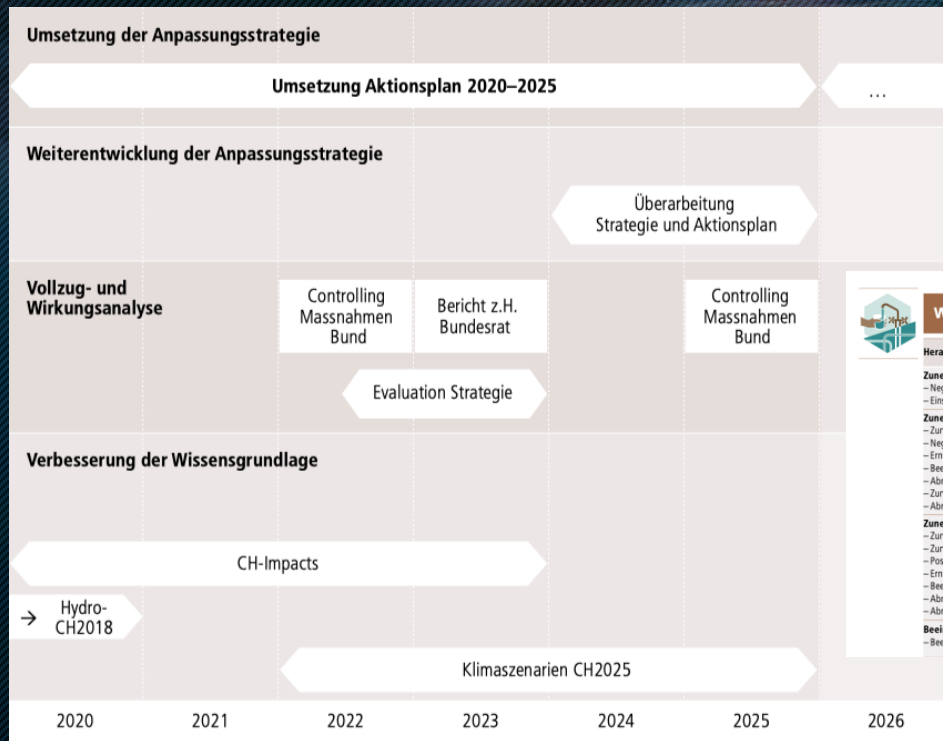 Umsetzung der Anpassungsstrategie
Umsetzung Aktionsplan 2020–2025
...
Weiterentwicklung der Anpassungsstrategie
Überarbeitung
Strategie und Aktionsplan
Vollzug- und
Wirkungsanalyse
Controlling
Massnahmen
Bund
Bericht z.H.
Bundesrat
Controlling
Massnahmen
Bund
Evaluation Strategie
Verbesserung der Wissensgrundlage
CH-Impacts
→ Hydro-
CH2018
Klimaszenarien CH2025
2020 2021 2022 2023 2024 2025 2026